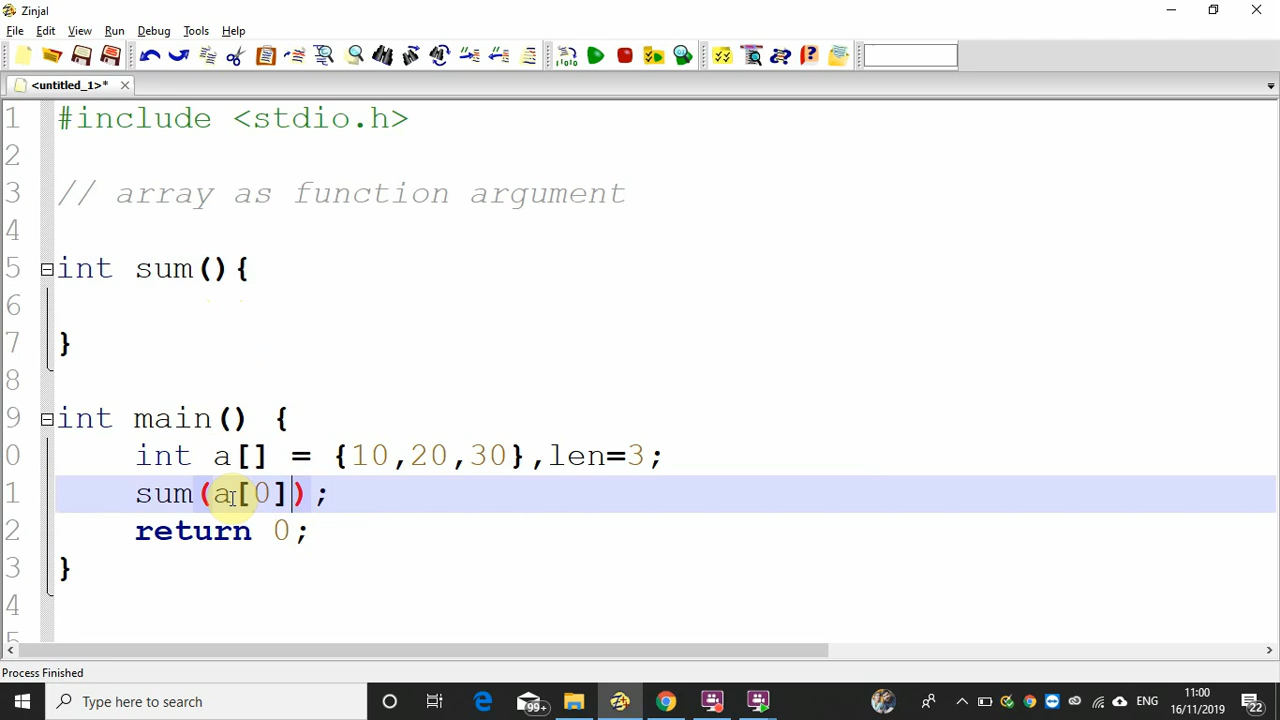 Zinjal
File Edit View Run Debug Tools Help
<untitled_1>*
1 #include <stdio.h>
2
3 // array as function argument
4
5 int sum(){
6
7 }
8
9 int main() {
0 int a[] = {10,20,30},len=3;
1 sum(a[0]);
2 return 0;
3 }
4
5
Process Finished
Type here to search
99+
ENG
11:00
16/11/2019
22